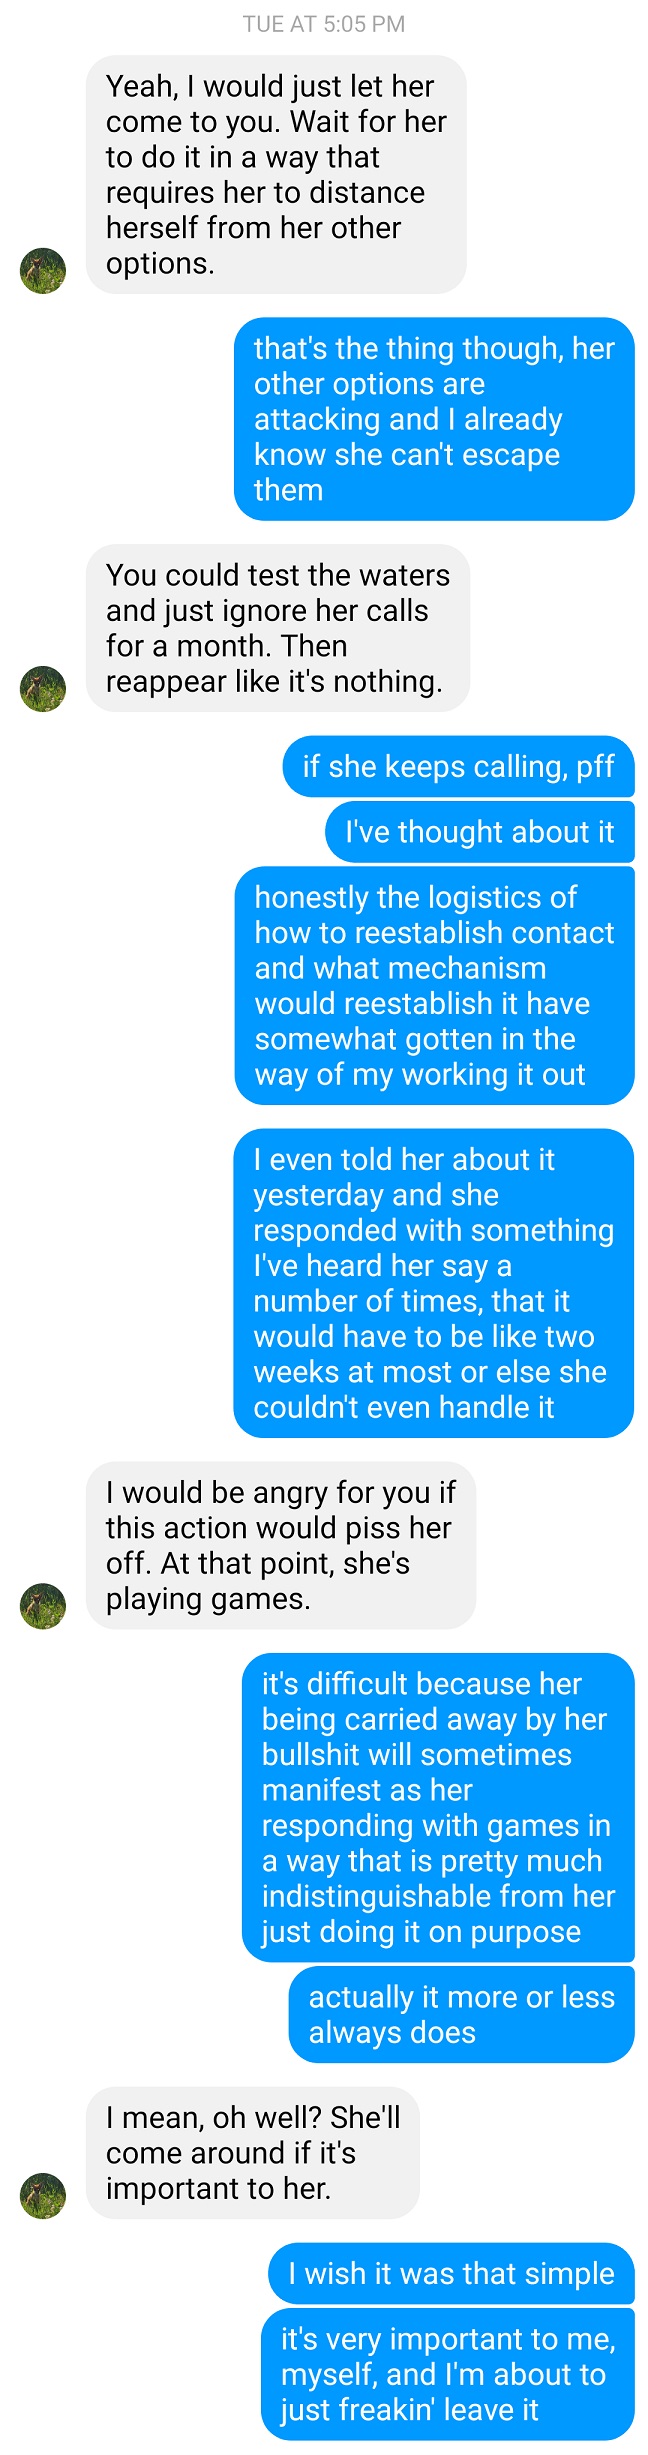 TUE AT 5:05 PM
Yeah, I would just let her
come to you. Wait for her
to do it in a way that
requires her to distance
herself from her other
options.
that's the thing though, her
other options are
attacking and I already
know she can't escape
them
You could test the waters
and just ignore her calls
for a month. Then
reappear like it's nothing.
if she keeps calling, pff
I've thought about it
honestly the logistics of
how to reestablish contact
and what mechanism
would reestablish it have
somewhat gotten in the
way of my working it out
I even told her about it
yesterday and she
responded with something
I've heard her say a
number of times, that it
would have to be like two
weeks at most or else she
couldn't even handle it
I would be angry for you if
this action would piss her
off. At that point, she's
playing games.
it's difficult because her
being carried away by her
bullshit will sometimes
manifest as her
responding with games in
a way that is pretty much
indistinguishable from her
just doing it on purpose
actually it more or less
always does
I mean, oh well? She'll
come around if it's
important to her.
I wish it was that simple
it's very important to me,
myself, and I'm about to
just freakin' leave it